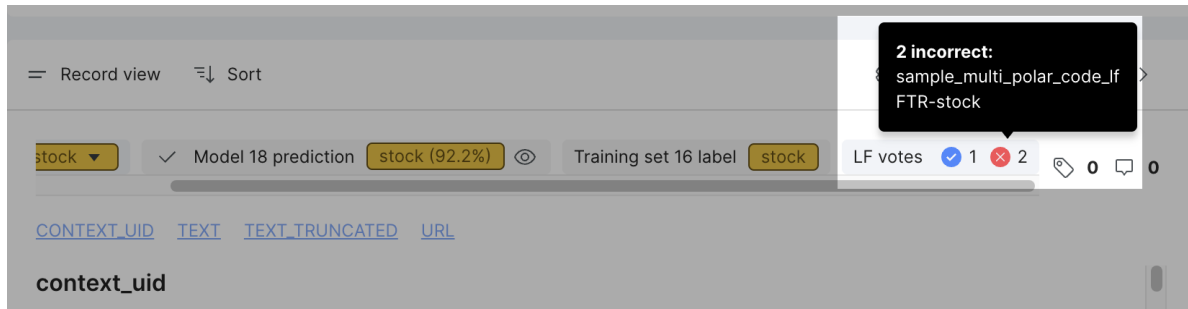 2 incorrect:
sample_multi_polar_code_lf
FTR-stock
Record view Sort
stock Model 18 prediction stock (92.2%) Training set 16 label stock LF votes 1 2 0 0
CONTEXT_UID TEXT TEXT_TRUNCATED URL
context_uid